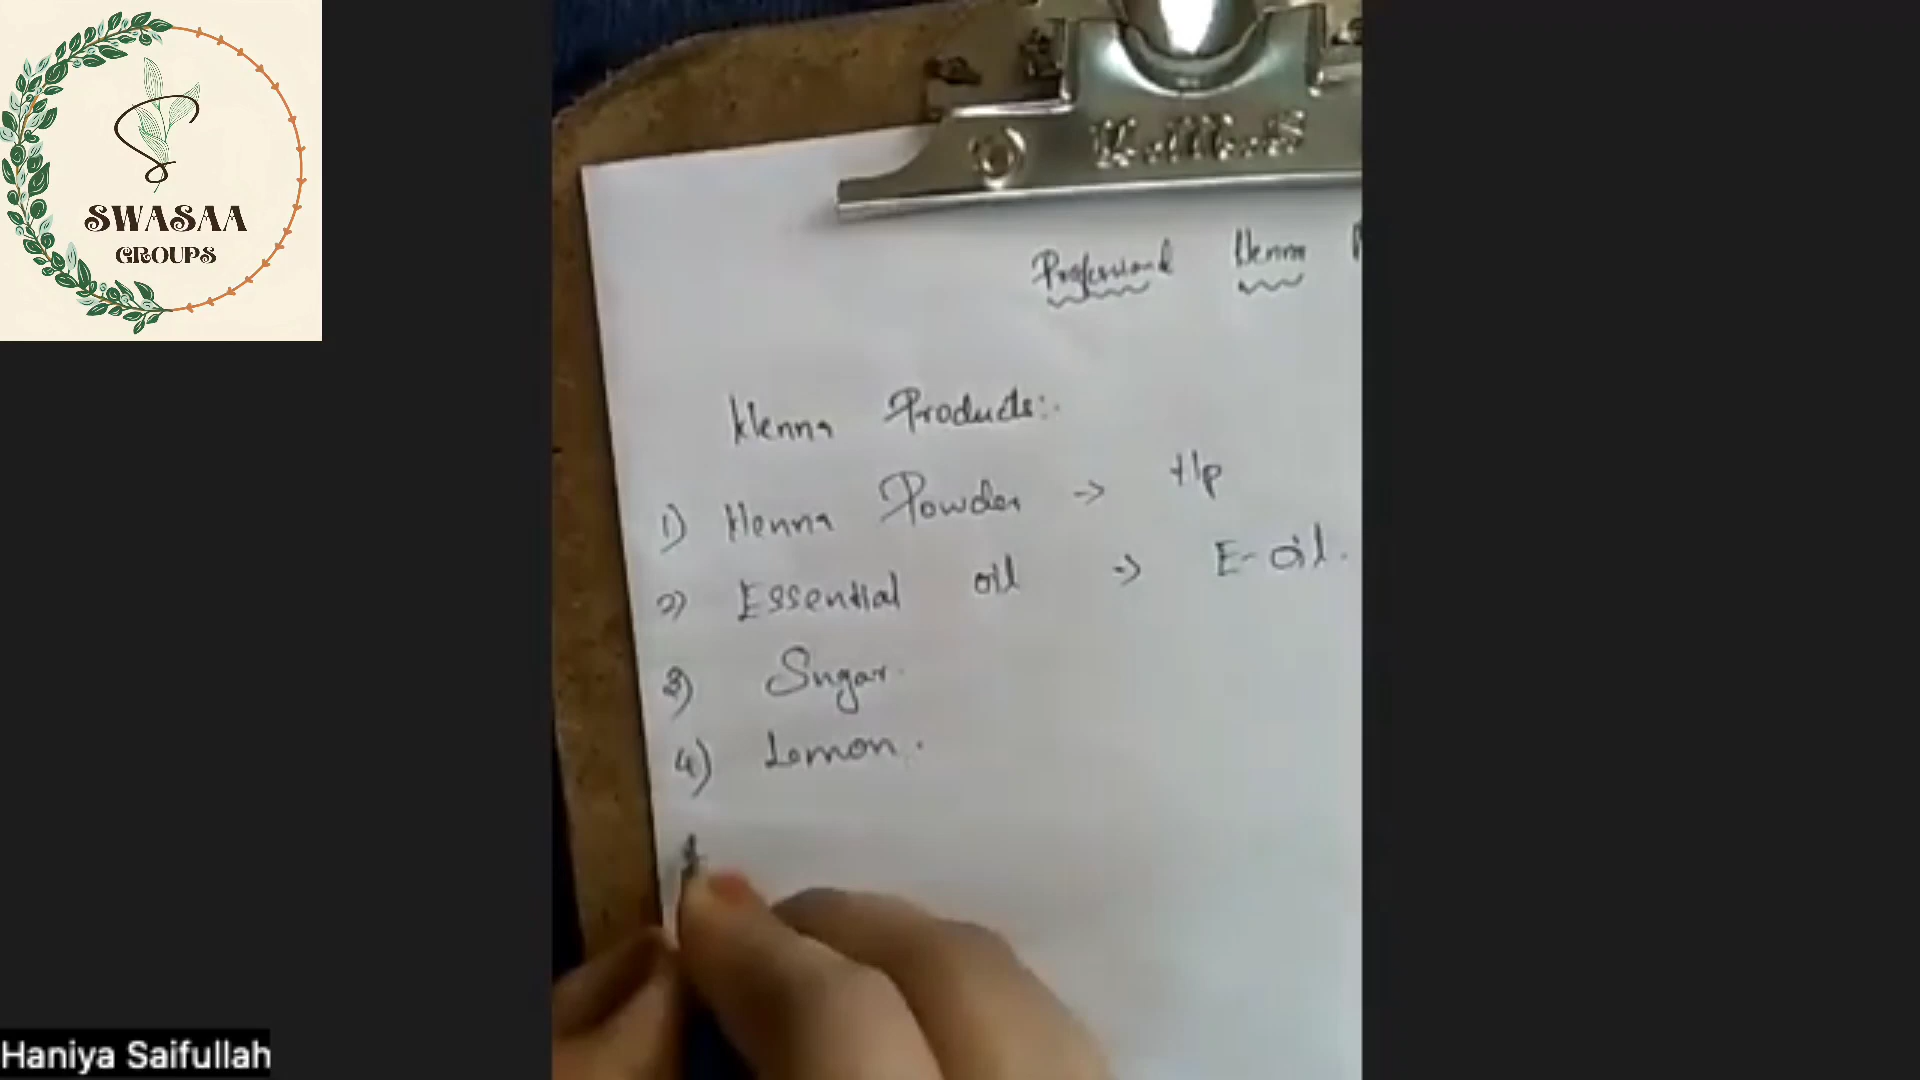 SWASAA
GROUPS
Professional Henna
Henna Products:
1) Henna Powder -> Hp
2) Essential oil -> E-oil.
3) Sugar.
4) Lemon.
Haniya Saifullah